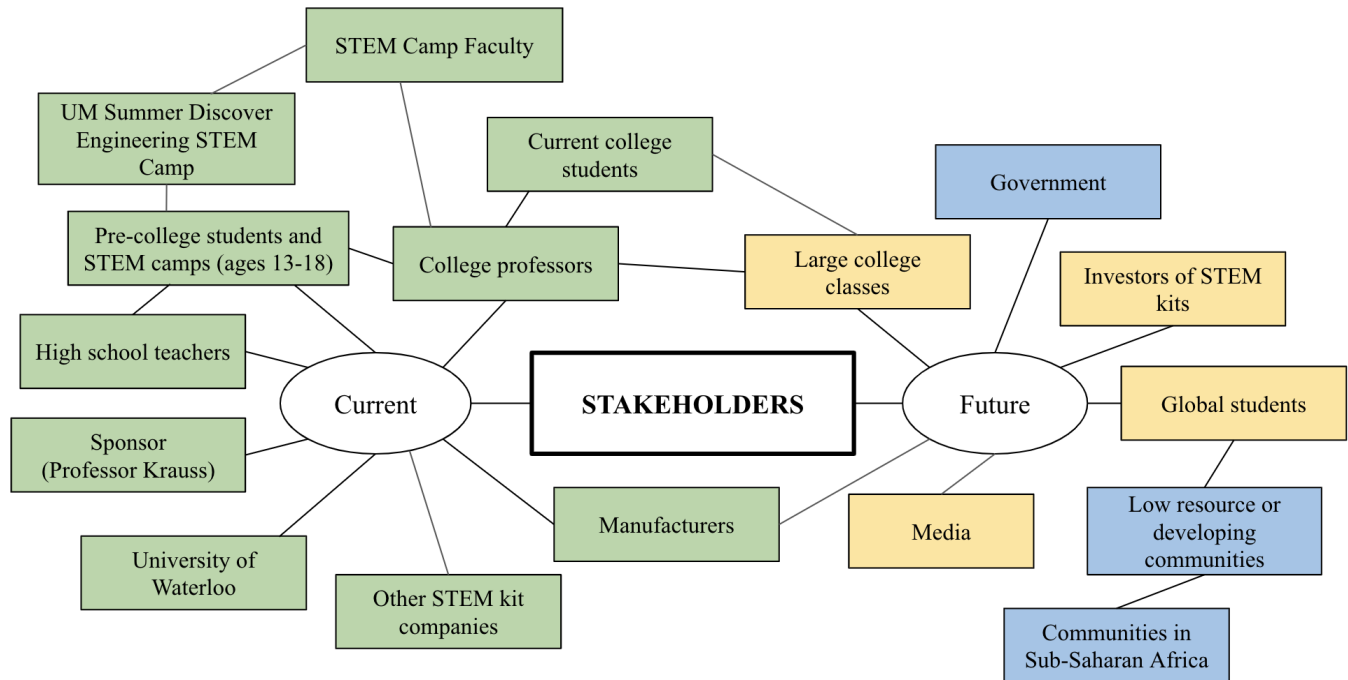 STEM Camp Faculty
UM Summer Discover
Engineering STEM
Camp
Current college
students
Government
Pre-college students and
STEM camps (ages 13-18)
College professors
Large college
classes
Investors of STEM
kits
High school teachers
Current
STAKEHOLDERS
Future
Global students
Sponsor
(Professor Krauss)
Manufacturers
Media
Low resource or
developing
communities
University of
Waterloo
Other STEM kit
companies
Communities in
Sub-Saharan Africa